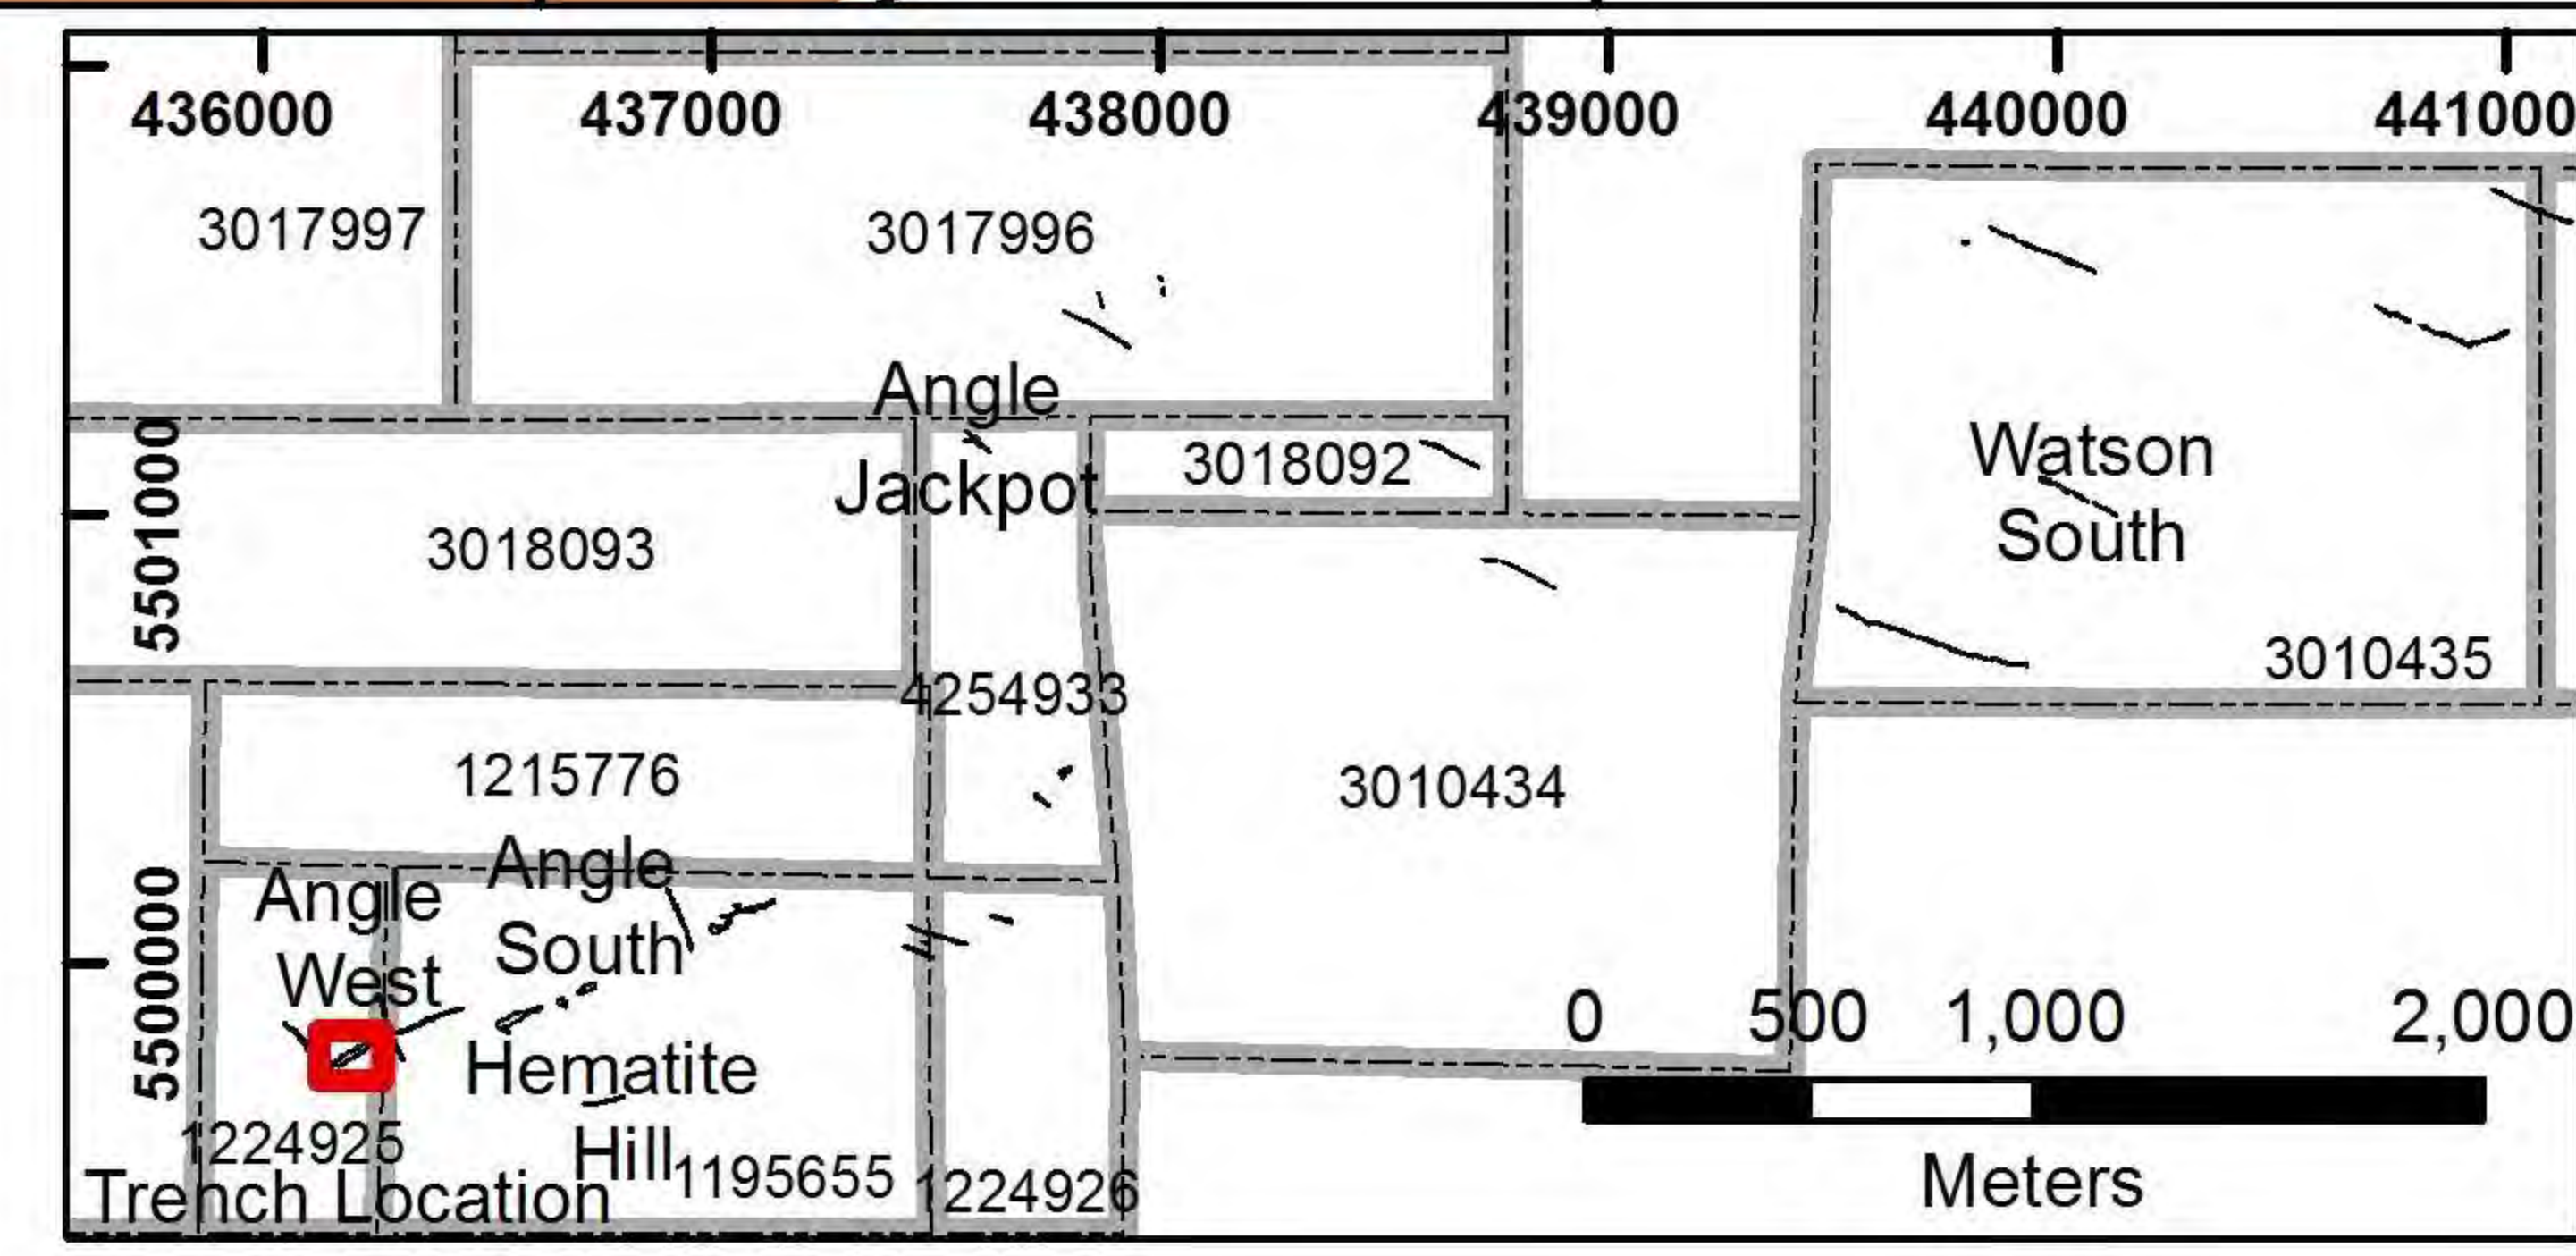 436000 437000 438000 439000 440000 441000
3017997
3017996
Angle
Jackpot
3018092
Watson
South
5501000
3018093
3010435
4254933
1215776
3010434
Angle
West
Angle
South
5500000
Hematite
Hill
0 500 1,000 2,000
Meters
1224925
1195655
1224926
Trench Location